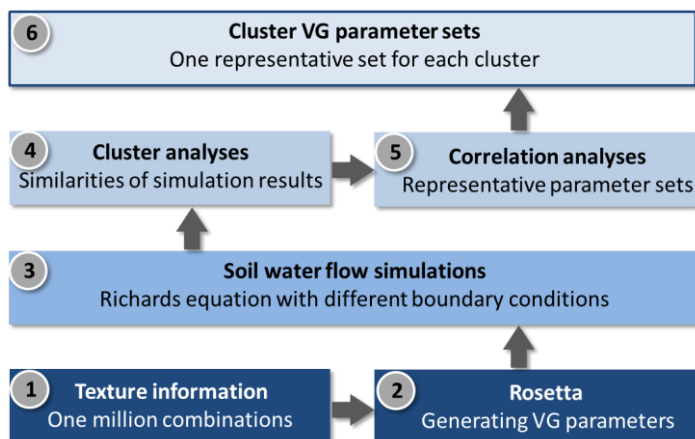 6
Cluster VG parameter sets
One representative set for each cluster
4
Cluster analyses
Similarities of simulation results
5
Correlation analyses
Representative parameter sets
3
Soil water flow simulations
Richards equation with different boundary conditions
1
Texture information
One million combinations
2
Rosetta
Generating VG parameters